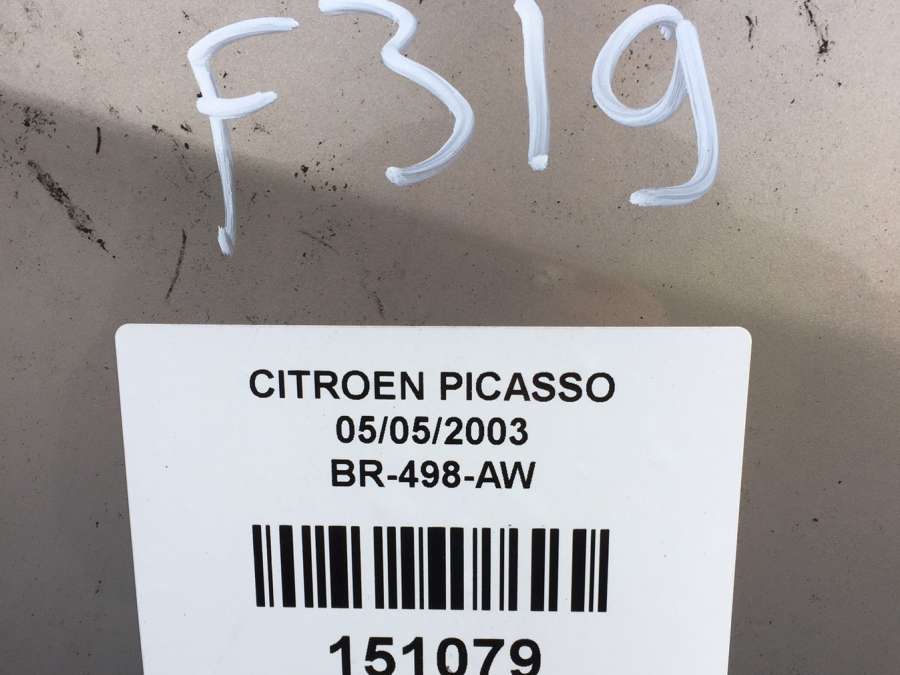 F319
CITROEN PICASSO
05/05/2003
BR-498-AW
151079